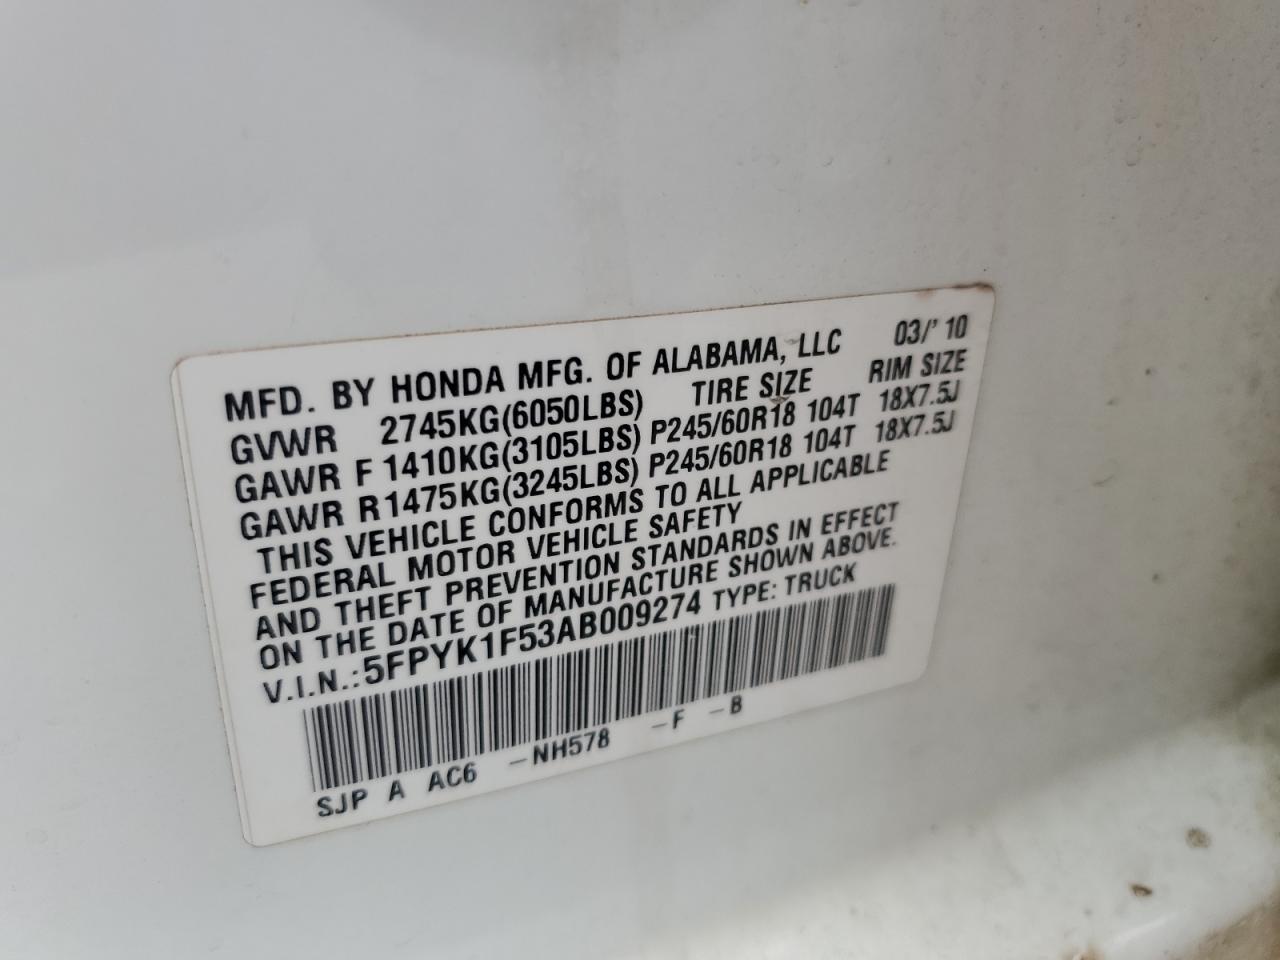 MFD. BY HONDA MFG. OF ALABAMA, LLC 03/'10
GVWR 2745KG(6050LBS) TIRE SIZE RIM SIZE
GAWR F 1410KG(3105LBS) P245/60R18 104T 18X7.5J
GAWR R 1475KG(3245LBS) P245/60R18 104T 18X7.5J
THIS VEHICLE CONFORMS TO ALL APPLICABLE
FEDERAL MOTOR VEHICLE SAFETY
AND THEFT PREVENTION STANDARDS IN EFFECT
ON THE DATE OF MANUFACTURE SHOWN ABOVE.
V.I.N.: 5FPYK1F53AB009274 TYPE: TRUCK
SJP A AC6 -NH578 -F -B